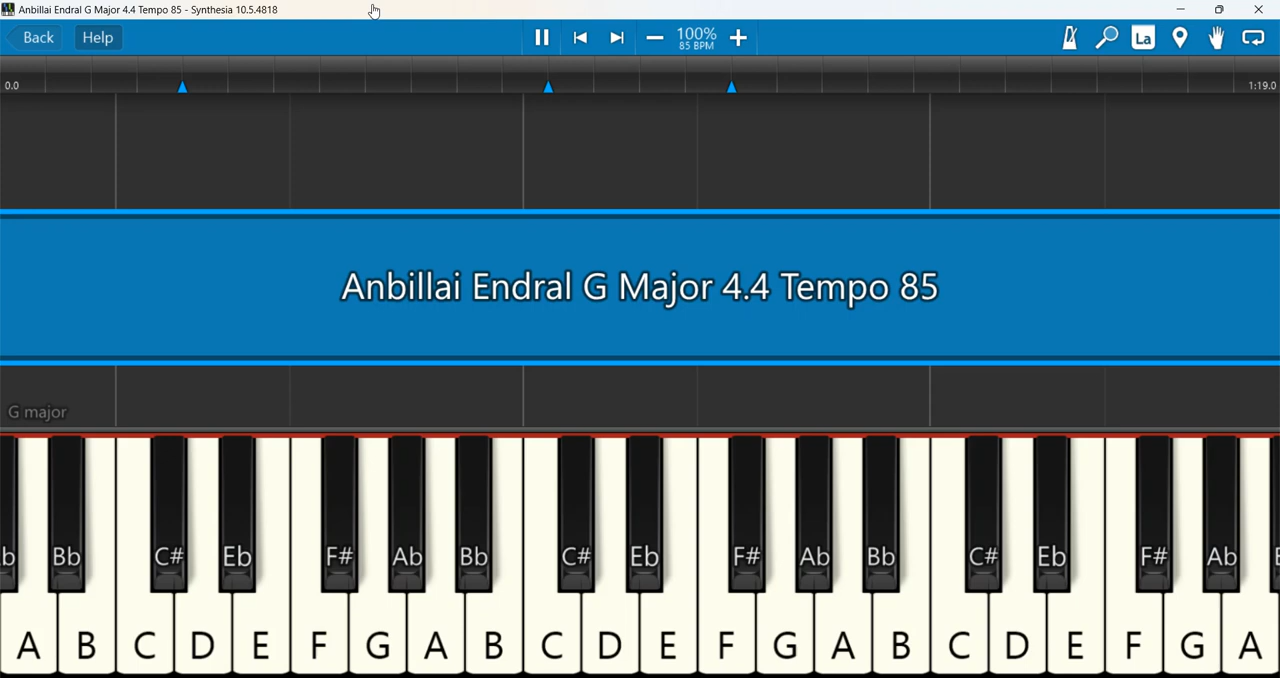 Anbillai Endral G Major 4.4 Tempo 85 - Synthesia 10.5.4818
Back Help 100% La
85 BPM
0.0 1:19.0
Anbillai Endral G Major 4.4 Tempo 85
G major
Bb C# Eb F# Ab Bb C# Eb F# Ab Bb C# Eb F# Ab
A B C D E F G A B C D E F G A B C D E F G A